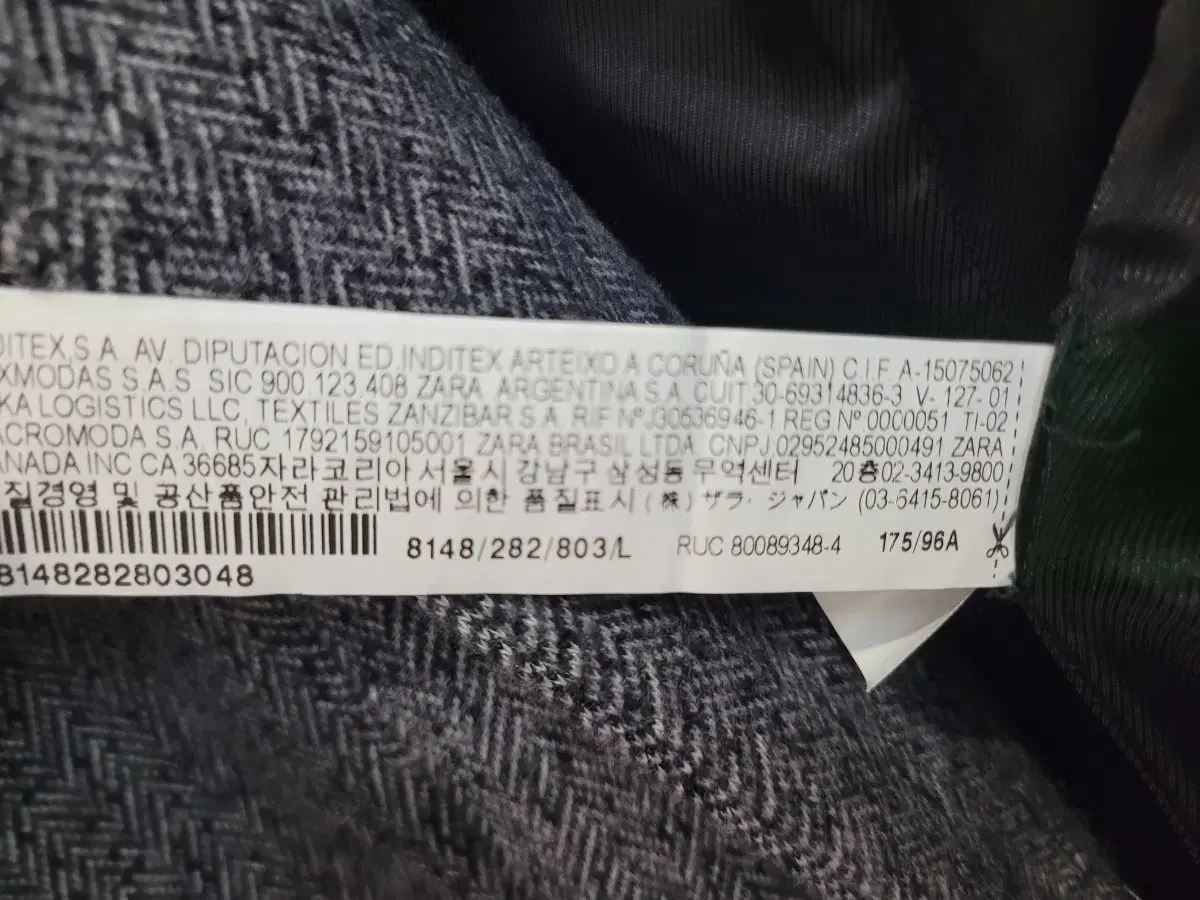 DITEX,S.A. AV. DIPUTACION ED.INDITEX ARTEIXO A CORUÑA (SPAIN) C.I.F. A-15075062
XMODAS S.A.S. SIC 900.123.408 ZARA ARGENTINA S.A. CUIT:30-69314836-3 V- 127- 01
KA LOGISTICS LLC, TEXTILES ZANZIBAR S.A. RIF Nº J30536946-1 REG Nº 0000051 TI-02
ACROMODA S.A. RUC 1792159105001 ZARA BRASIL LTDA. CNPJ.02952485000491 ZARA
ANADA INC CA 36685자라코리아 서울시 강남구 삼성동 무역센터 20층02-3413-9800
질경영 및 공산품안전 관리법에 의한 품질표시 (株) ザラ・ジャパン (03-6415-8061)
8148/282/803/L RUC 80089348-4 175/96A
8148282803048